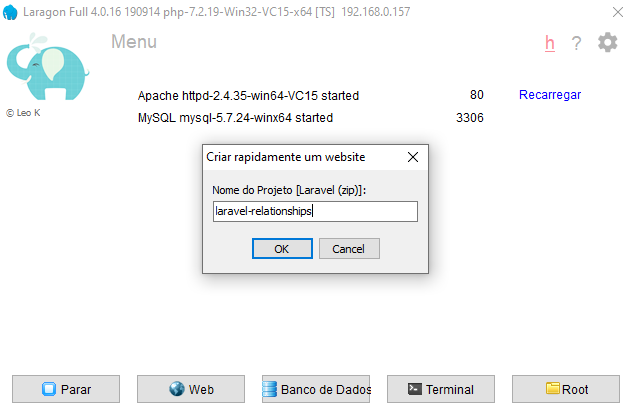 Laragon Full 4.0.16 190914 php-7.2.19-Win32-VC15-x64 [TS] 192.168.0.157
Menu
h ?
© Leo K
Apache httpd-2.4.35-win64-VC15 started 80 Recarregar
MySQL mysql-5.7.24-winx64 started 3306
Criar rapidamente um website
Nome do Projeto [Laravel (zip)]:
laravel-relationships
OK Cancel
Parar Web Banco de Dados Terminal Root